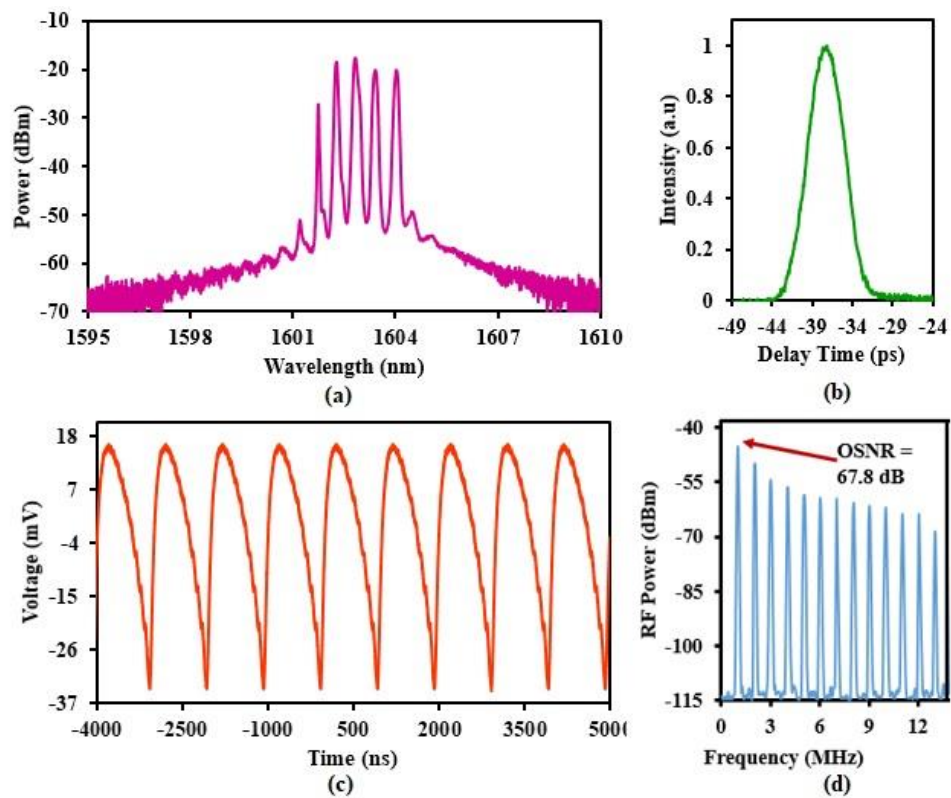 -10
-20
-30
-40
-50
-60
-70
Power (dBm)
1595 1598 1601 1604 1607 1610
Wavelength (nm)
(a)
1
0.8
0.6
0.4
0.2
0
Intensity (a.u)
-49 -44 -39 -34 -29 -24
Delay Time (ps)
(b)
18
7
-4
-15
-26
-37
Voltage (mV)
-4000 -2500 -1000 500 2000 3500 5000
Time (ns)
(c)
-40
-55
-70
-85
-100
-115
RF Power (dBm)
OSNR =
67.8 dB
0 3 6 9 12
Frequency (MHz)
(d)